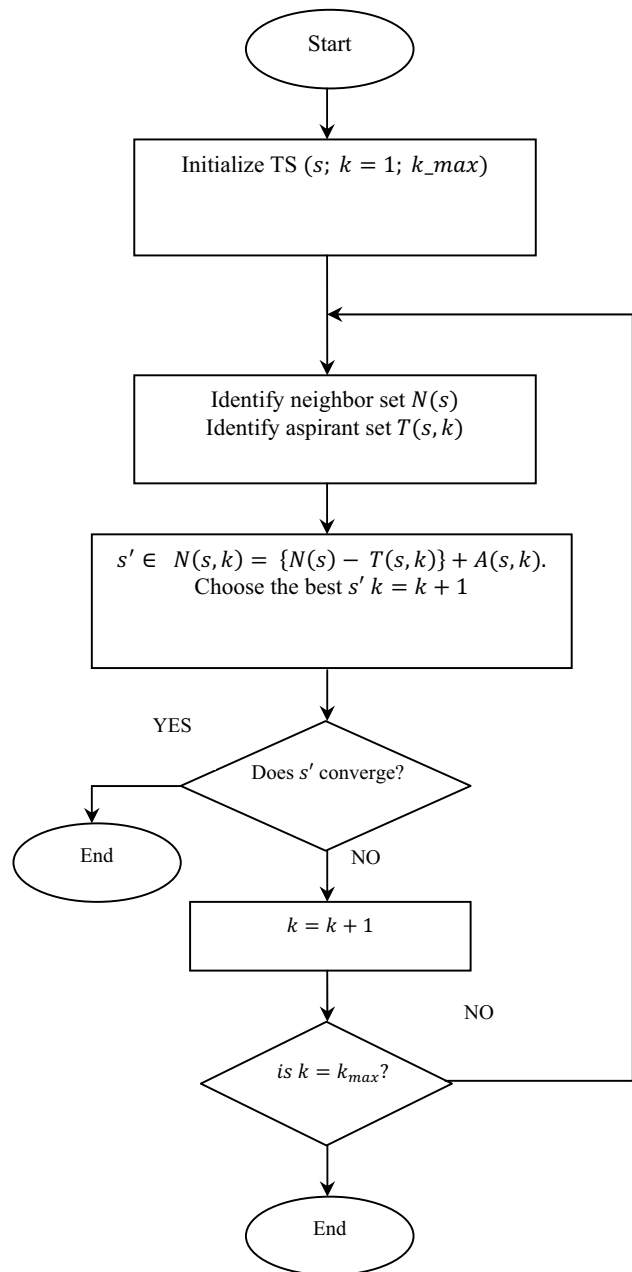 Start
Initialize TS (s; k = 1; k_max)
Identify neighbor set N(s)
Identify aspirant set T(s, k)
s′ ∈ N(s, k) = {N(s) − T(s, k)} + A(s, k).
Choose the best s′ k = k + 1
YES
Does s′ converge?
End
NO
k = k + 1
NO
is k = k_max?
End